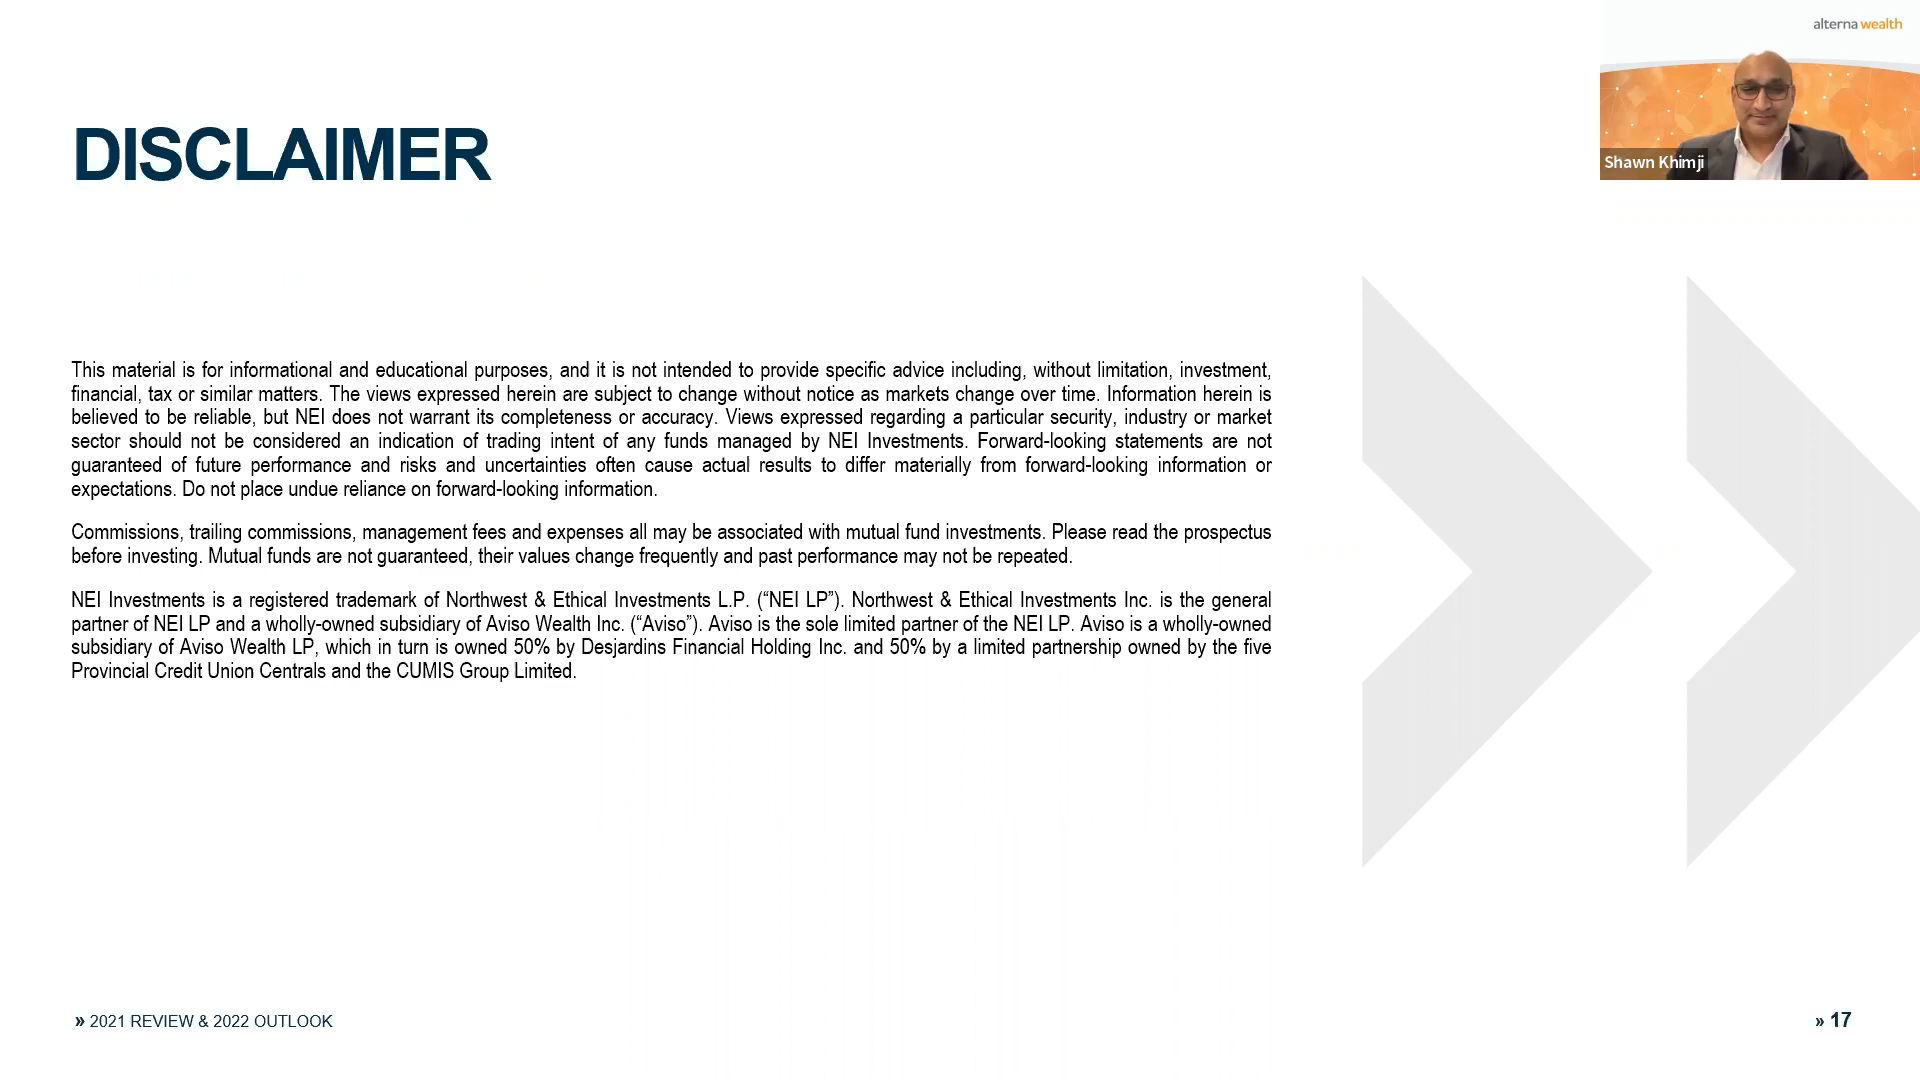 alterna wealth
Shawn Khimji
DISCLAIMER
This material is for informational and educational purposes, and it is not intended to provide specific advice including, without limitation, investment,
financial, tax or similar matters. The views expressed herein are subject to change without notice as markets change over time. Information herein is
believed to be reliable, but NEI does not warrant its completeness or accuracy. Views expressed regarding a particular security, industry or market
sector should not be considered an indication of trading intent of any funds managed by NEI Investments. Forward-looking statements are not
guaranteed of future performance and risks and uncertainties often cause actual results to differ materially from forward-looking information or
expectations. Do not place undue reliance on forward-looking information.
Commissions, trailing commissions, management fees and expenses all may be associated with mutual fund investments. Please read the prospectus
before investing. Mutual funds are not guaranteed, their values change frequently and past performance may not be repeated.
NEI Investments is a registered trademark of Northwest & Ethical Investments L.P. (“NEI LP”). Northwest & Ethical Investments Inc. is the general
partner of NEI LP and a wholly-owned subsidiary of Aviso Wealth Inc. (“Aviso”). Aviso is the sole limited partner of the NEI LP. Aviso is a wholly-owned
subsidiary of Aviso Wealth LP, which in turn is owned 50% by Desjardins Financial Holding Inc. and 50% by a limited partnership owned by the five
Provincial Credit Union Centrals and the CUMIS Group Limited.
» 2021 REVIEW & 2022 OUTLOOK
» 17